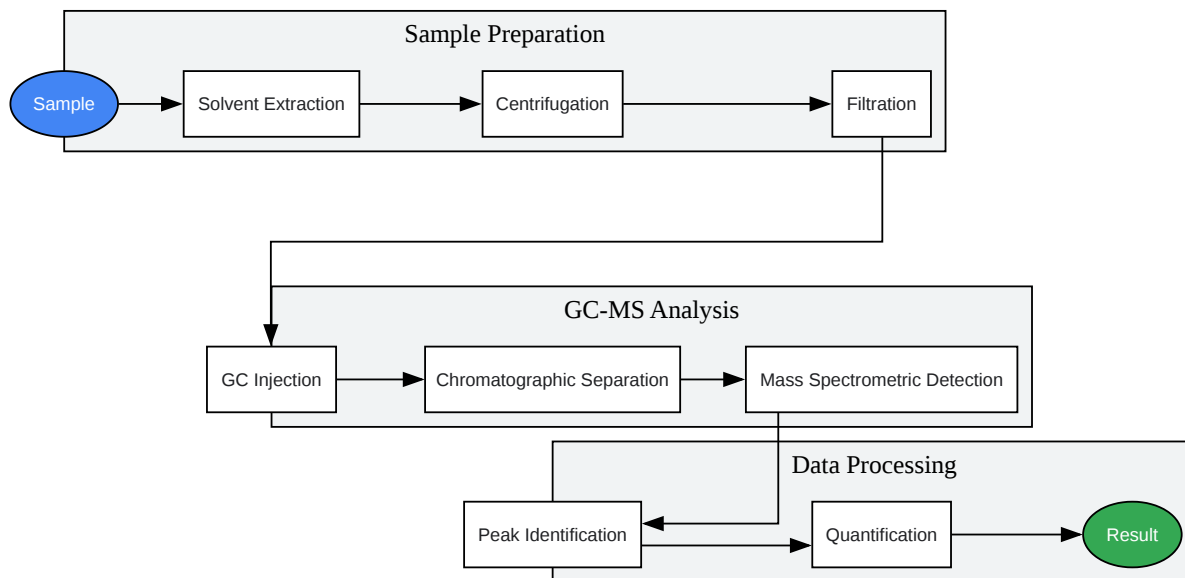 Sample Preparation
Sample
Solvent Extraction
Centrifugation
Filtration
GC-MS Analysis
GC Injection
Chromatographic Separation
Mass Spectrometric Detection
Data Processing
Peak Identification
Quantification
Result